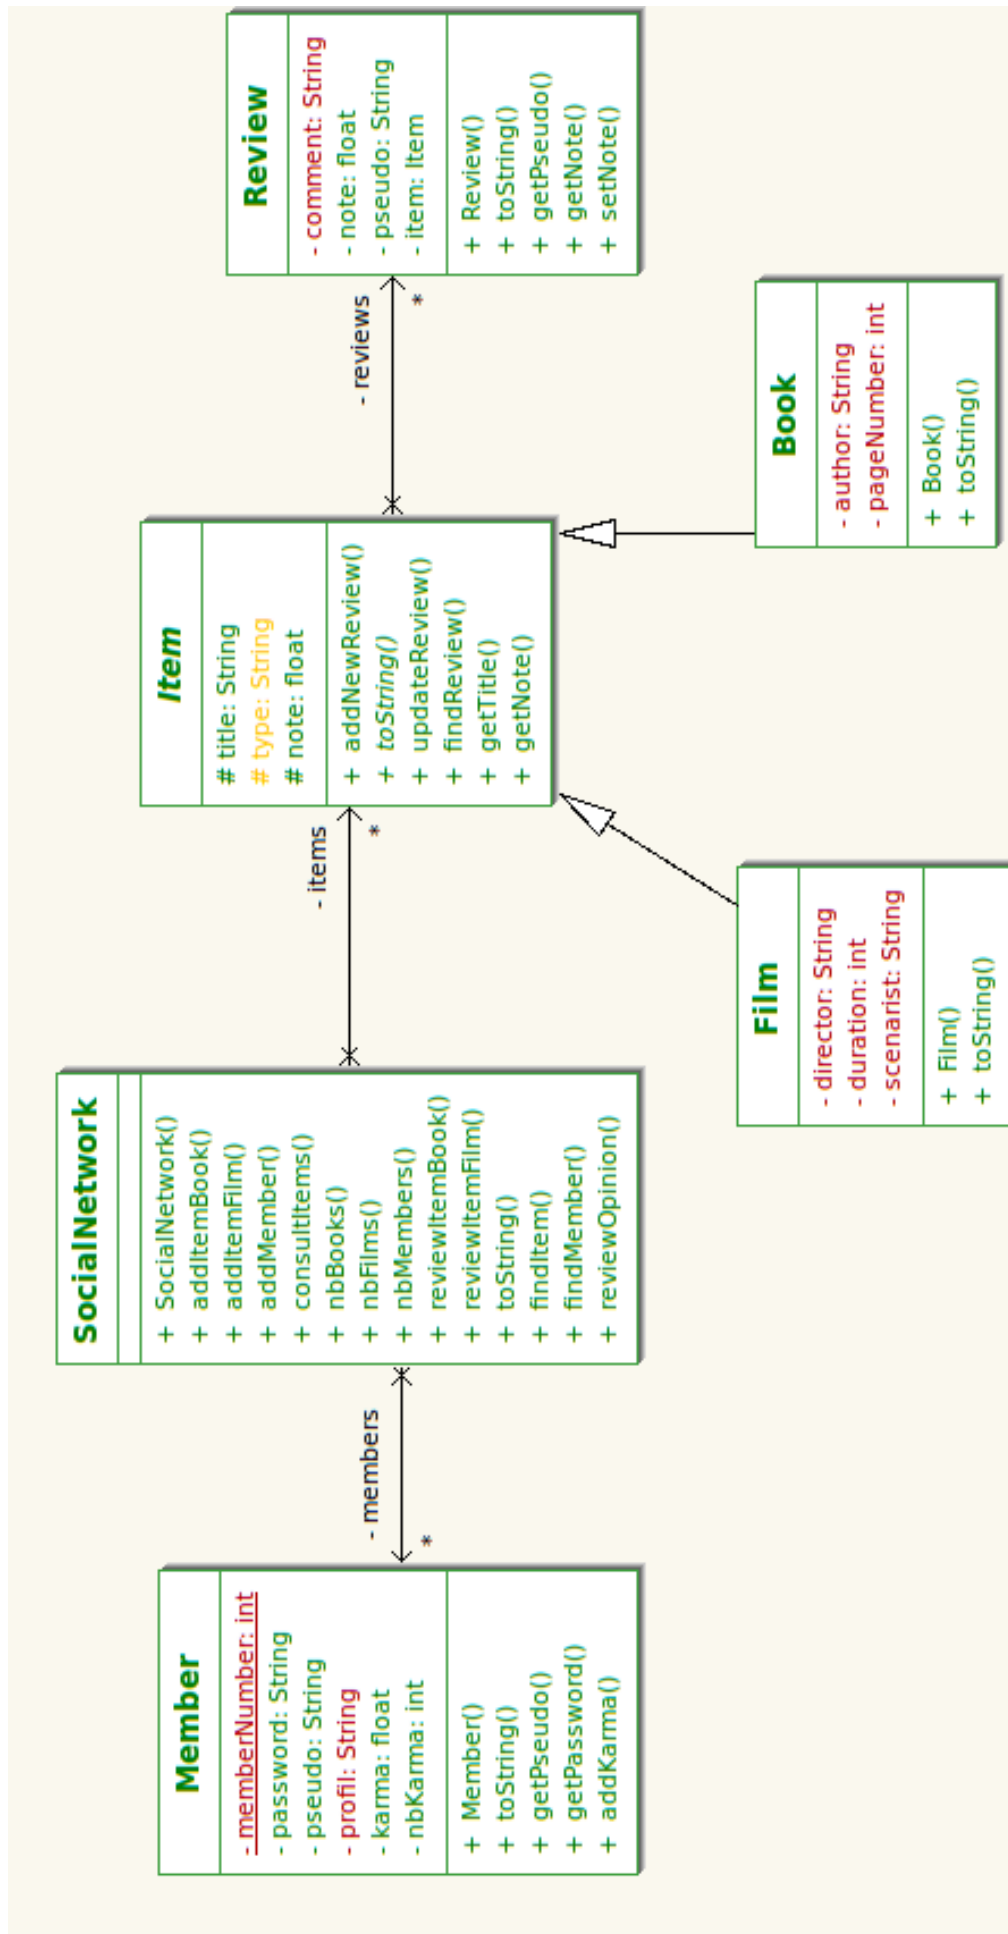 Member
- memberNumber: int
- password: String
- pseudo: String
- profil: String
- karma: float
- nbKarma: int
+ Member()
+ toString()
+ getPseudo()
+ getPassword()
+ addKarma()
- members
*
SocialNetwork
+ SocialNetwork()
+ addItemBook()
+ addItemFilm()
+ addMember()
+ consultItems()
+ nbBooks()
+ nbFilms()
+ nbMembers()
+ reviewItemBook()
+ reviewItemFilm()
+ toString()
+ findItem()
+ findMember()
+ reviewOpinion()
- items
*
Item
# title: String
# type: String
# note: float
+ addNewReview()
+ toString()
+ updateReview()
+ findReview()
+ getTitle()
+ getNote()
- reviews
*
Review
- comment: String
- note: float
- pseudo: String
- item: Item
+ Review()
+ toString()
+ getPseudo()
+ getNote()
+ setNote()
Film
- director: String
- duration: int
- scenarist: String
+ Film()
+ toString()
Book
- author: String
- pageNumber: int
+ Book()
+ toString()